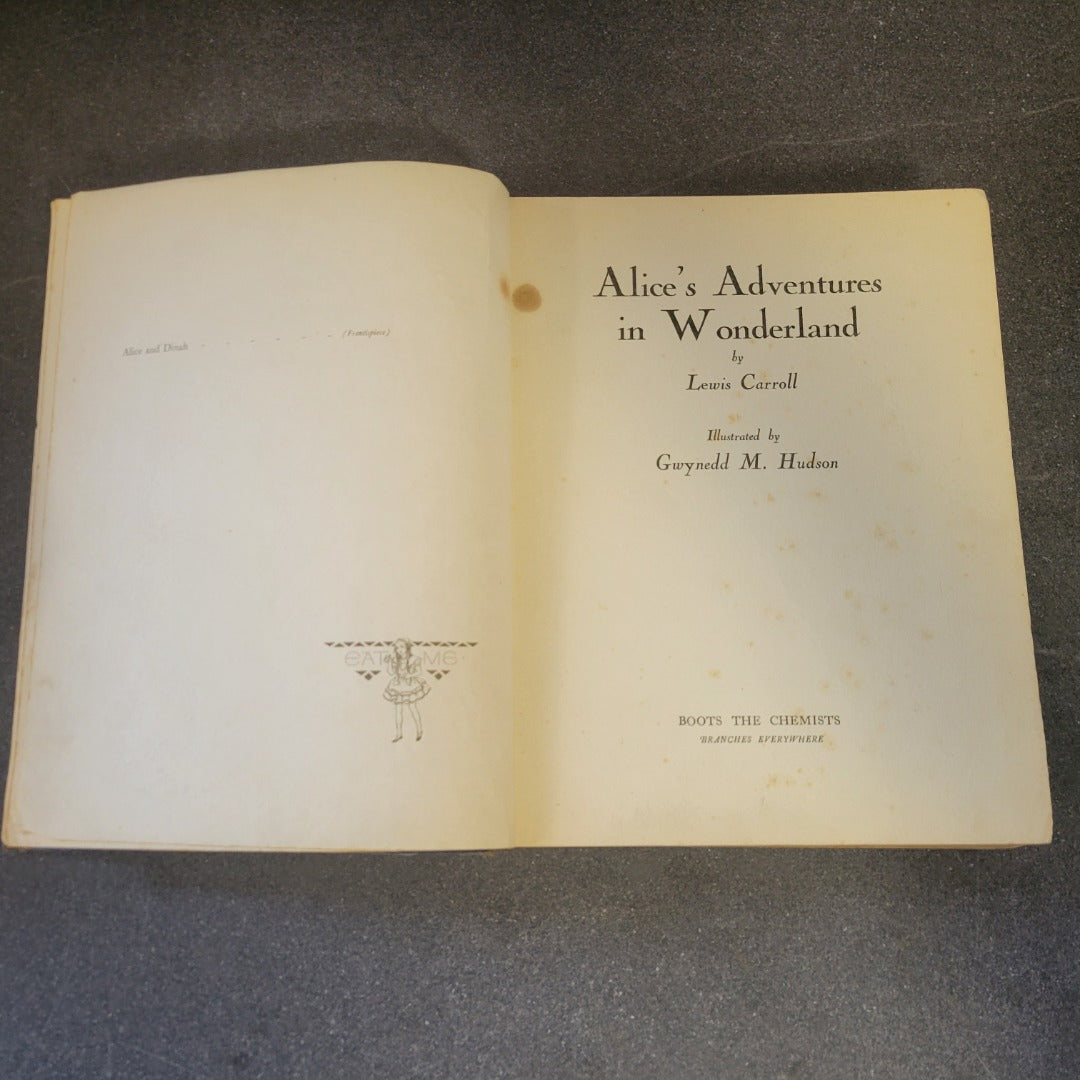 Alice and Dinah - - - - - - (Frontispiece)
EAT ME
Alice's Adventures
in Wonderland
by
Lewis Carroll
Illustrated by
Gwynedd M. Hudson
BOOTS THE CHEMISTS
BRANCHES EVERYWHERE